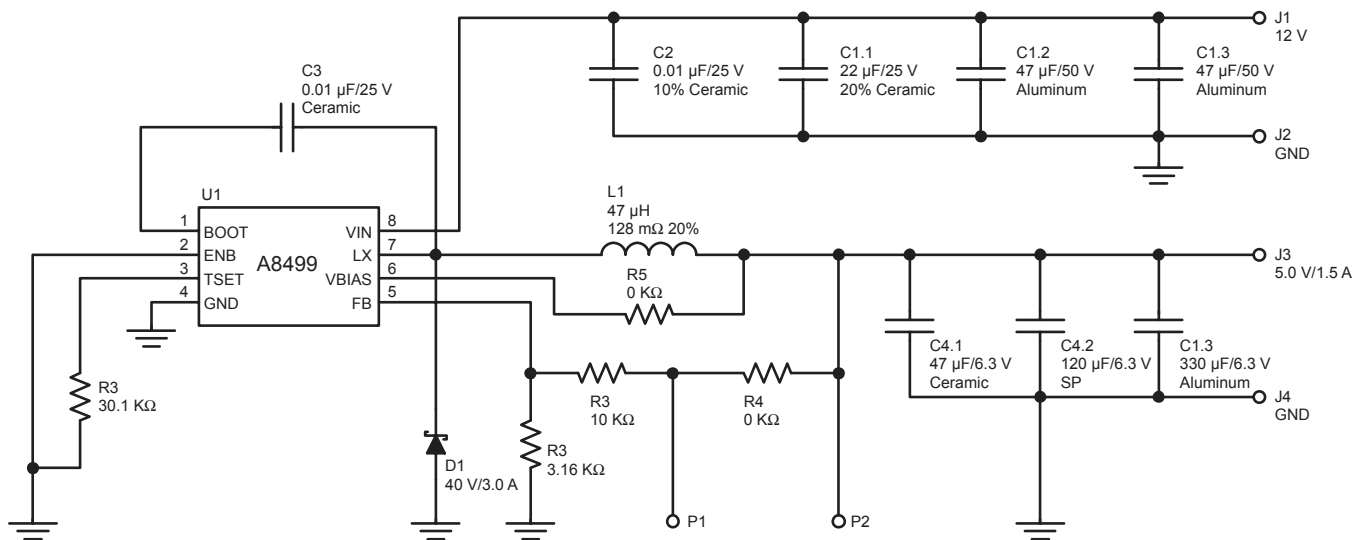 J1
12 V
C2
0.01 µF/25 V
10% Ceramic
C1.1
22 µF/25 V
20% Ceramic
C1.2
47 µF/50 V
Aluminum
C1.3
47 µF/50 V
Aluminum
C3
0.01 µF/25 V
Ceramic
J2
GND
U1
1
2
3
4
BOOT
ENB
TSET
GND
A8499
VIN
LX
VBIAS
FB
8
7
6
5
L1
47 µH
128 mΩ 20%
R5
0 KΩ
J3
5.0 V/1.5 A
C4.1
47 µF/6.3 V
Ceramic
C4.2
120 µF/6.3 V
SP
C1.3
330 µF/6.3 V
Aluminum
J4
GND
R3
30.1 KΩ
R3
10 KΩ
R4
0 KΩ
R3
3.16 KΩ
D1
40 V/3.0 A
P1
P2